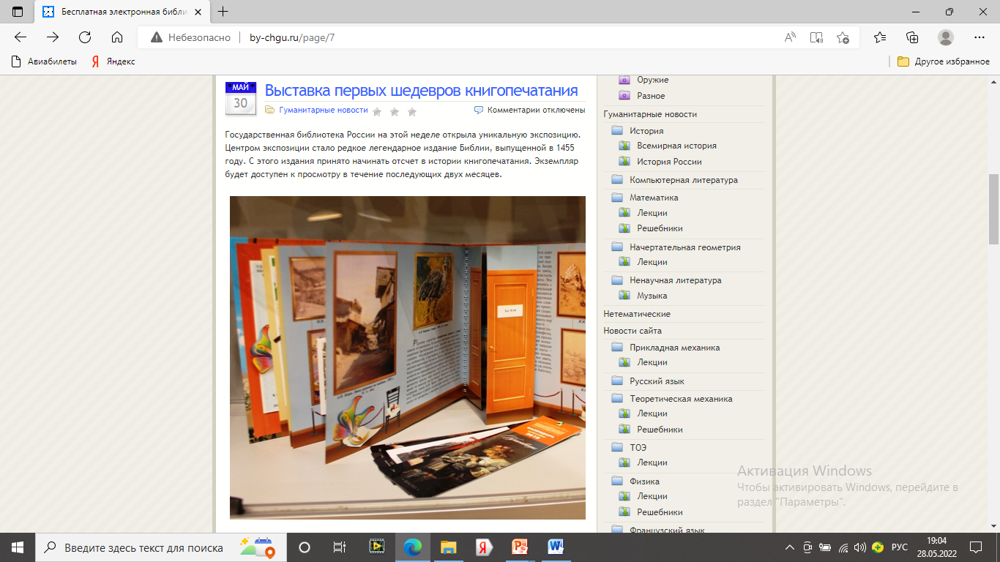 Бесплатная электронная библи
Небезопасно
by-chgu.ru/page/7
Авиабилеты
Яндекс
Другое избранное
МАЙ
30
Выставка первых шедевров книгопечатания
Гуманитарные новости
Комментарии отключены
Государственная библиотека России на этой неделе открыла уникальную экспозицию.
Центром экспозиции стало редкое легендарное издание Библии, выпущенной в 1455
году. С этого издания принято начинать отсчет в истории книгопечатания. Экземпляр
будет доступен к просмотру в течение последующих двух месяцев.
Оружие
Разное
Гуманитарные новости
История
Всемирная история
История России
Компьютерная литература
Математика
Лекции
Решебники
Начертательная геометрия
Лекции
Ненаучная литература
Музыка
Нетематические
Новости сайта
Прикладная механика
Лекции
Русский язык
Теоретическая механика
Лекции
Решебники
ТОЭ
Лекции
Физика
Лекции
Решебники
Французский язык
Активация Windows
Чтобы активировать Windows, перейдите в
раздел "Параметры".
Введите здесь текст для поиска
РУС
19:04
28.05.2022